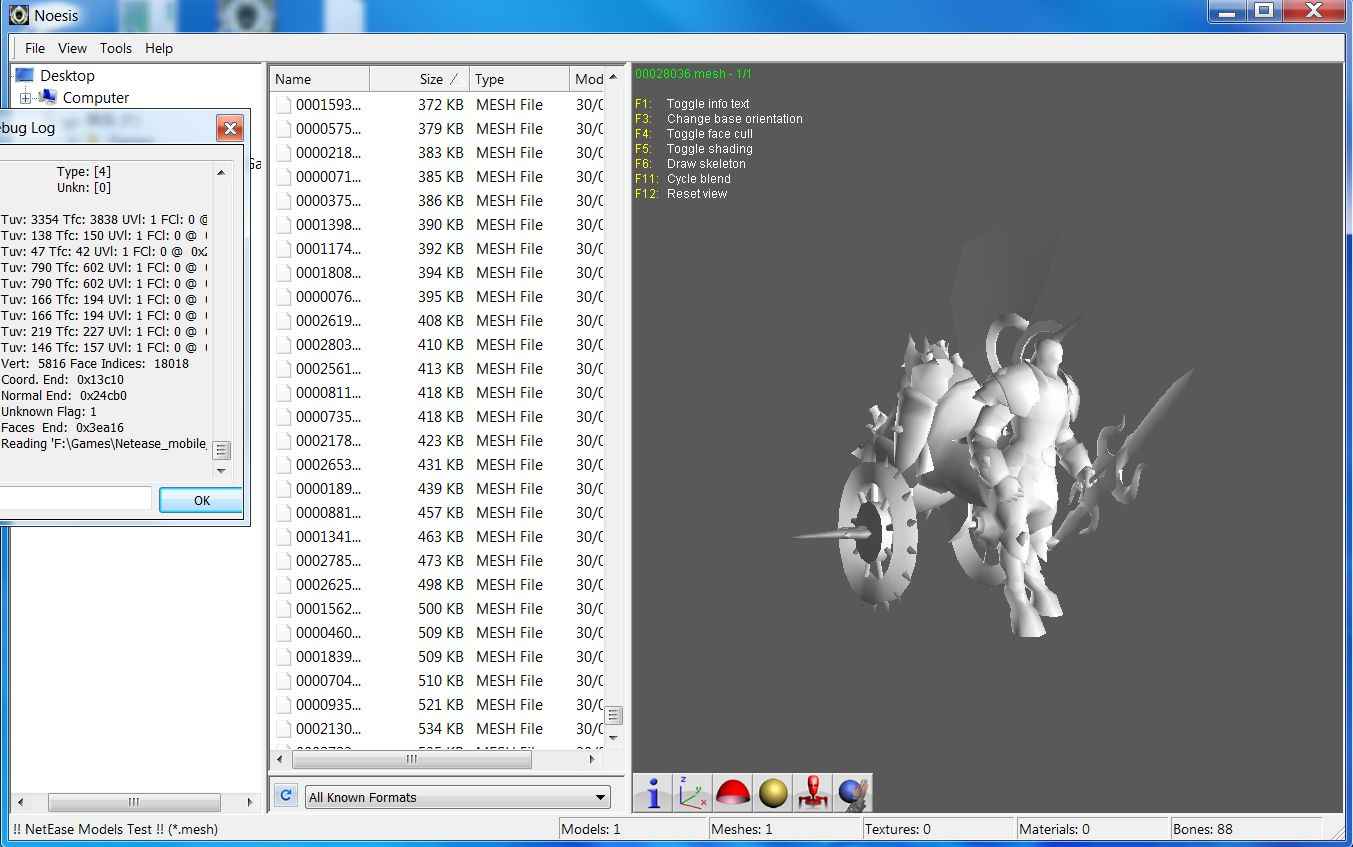 Noesis
File View Tools Help
Desktop
Computer
ebug Log
Type: [4]
Unkn: [0]
Tuv: 3354 Tfc: 3838 UVl: 1 FCl: 0 @
Tuv: 138 Tfc: 150 UVl: 1 FCl: 0 @
Tuv: 47 Tfc: 42 UVl: 1 FCl: 0 @ 0x2
Tuv: 790 Tfc: 602 UVl: 1 FCl: 0 @
Tuv: 790 Tfc: 602 UVl: 1 FCl: 0 @
Tuv: 166 Tfc: 194 UVl: 1 FCl: 0 @
Tuv: 166 Tfc: 194 UVl: 1 FCl: 0 @
Tuv: 219 Tfc: 227 UVl: 1 FCl: 0 @
Tuv: 146 Tfc: 157 UVl: 1 FCl: 0 @
Vert: 5816 Face Indices: 18018
Coord. End: 0x13c10
Normal End: 0x24cb0
Unknown Flag: 1
Faces End: 0x3ea16
Reading 'F:\Games\Netease_mobile_
OK
Ga
Name Size Type Mod
0001593... 372 KB MESH File 30/0
0000575... 379 KB MESH File 30/0
0000218... 383 KB MESH File 30/0
0000071... 385 KB MESH File 30/0
0000375... 386 KB MESH File 30/0
0001398... 390 KB MESH File 30/0
0001174... 392 KB MESH File 30/0
0001808... 394 KB MESH File 30/0
0000076... 395 KB MESH File 30/0
0002619... 408 KB MESH File 30/0
0002803... 410 KB MESH File 30/0
0002561... 413 KB MESH File 30/0
0000811... 418 KB MESH File 30/0
0000735... 418 KB MESH File 30/0
0002178... 423 KB MESH File 30/0
0002653... 431 KB MESH File 30/0
0000189... 439 KB MESH File 30/0
0000881... 457 KB MESH File 30/0
0001341... 463 KB MESH File 30/0
0002785... 473 KB MESH File 30/0
0002625... 498 KB MESH File 30/0
0001562... 500 KB MESH File 30/0
0000460... 509 KB MESH File 30/0
0001839... 509 KB MESH File 30/0
0000704... 510 KB MESH File 30/0
0000935... 521 KB MESH File 30/0
0002130... 534 KB MESH File 30/0
All Known Formats
00028036.mesh - 1/1
F1: Toggle info text
F3: Change base orientation
F4: Toggle face cull
F5: Toggle shading
F6: Draw skeleton
F11: Cycle blend
F12: Reset view
z
y
x
!! NetEase Models Test !! (*.mesh) Models: 1 Meshes: 1 Textures: 0 Materials: 0 Bones: 88